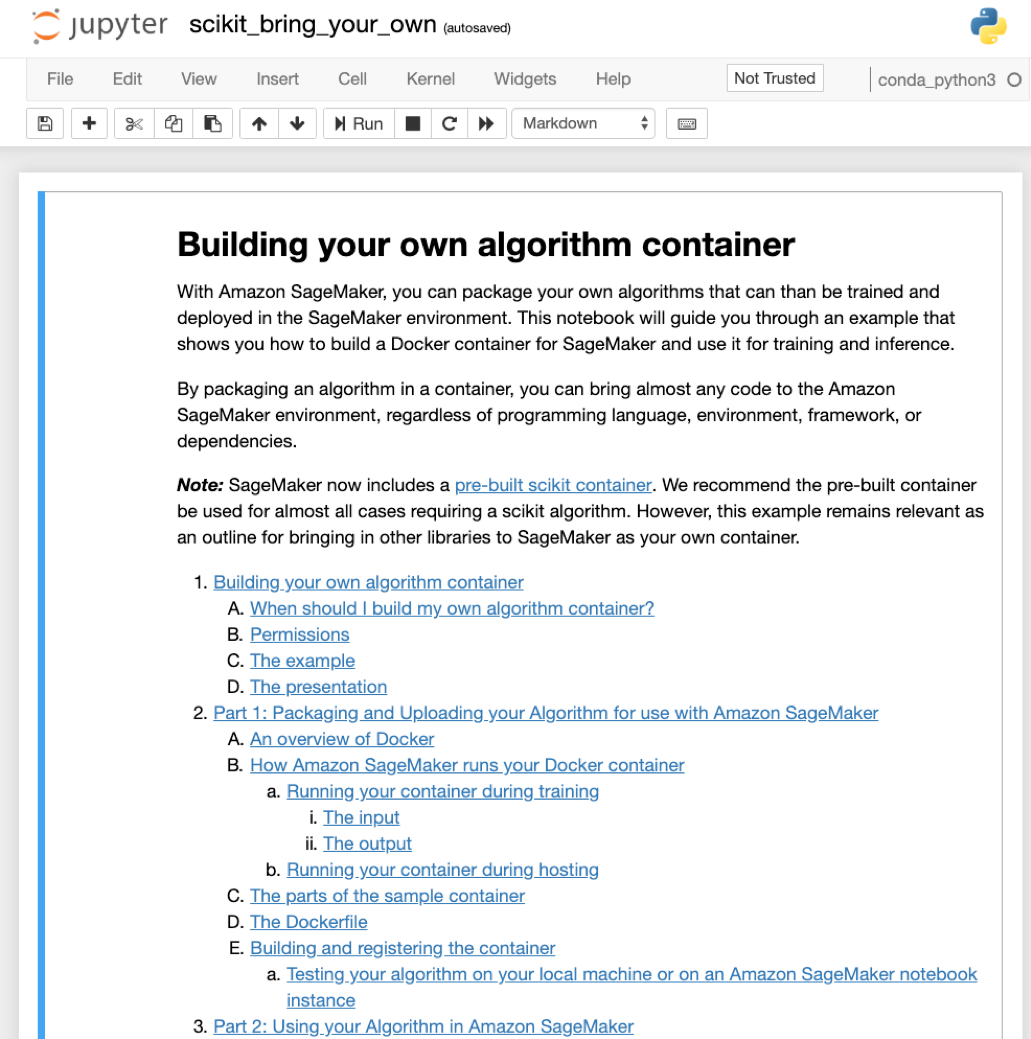 jupyter scikit_bring_your_own (autosaved)
File Edit View Insert Cell Kernel Widgets Help Not Trusted conda_python3
Run Markdown
Building your own algorithm container
With Amazon SageMaker, you can package your own algorithms that can than be trained and
deployed in the SageMaker environment. This notebook will guide you through an example that
shows you how to build a Docker container for SageMaker and use it for training and inference.
By packaging an algorithm in a container, you can bring almost any code to the Amazon
SageMaker environment, regardless of programming language, environment, framework, or
dependencies.
Note: SageMaker now includes a pre-built scikit container. We recommend the pre-built container
be used for almost all cases requiring a scikit algorithm. However, this example remains relevant as
an outline for bringing in other libraries to SageMaker as your own container.
1. Building your own algorithm container
A. When should I build my own algorithm container?
B. Permissions
C. The example
D. The presentation
2. Part 1: Packaging and Uploading your Algorithm for use with Amazon SageMaker
A. An overview of Docker
B. How Amazon SageMaker runs your Docker container
a. Running your container during training
i. The input
ii. The output
b. Running your container during hosting
C. The parts of the sample container
D. The Dockerfile
E. Building and registering the container
a. Testing your algorithm on your local machine or on an Amazon SageMaker notebook
instance
3. Part 2: Using your Algorithm in Amazon SageMaker